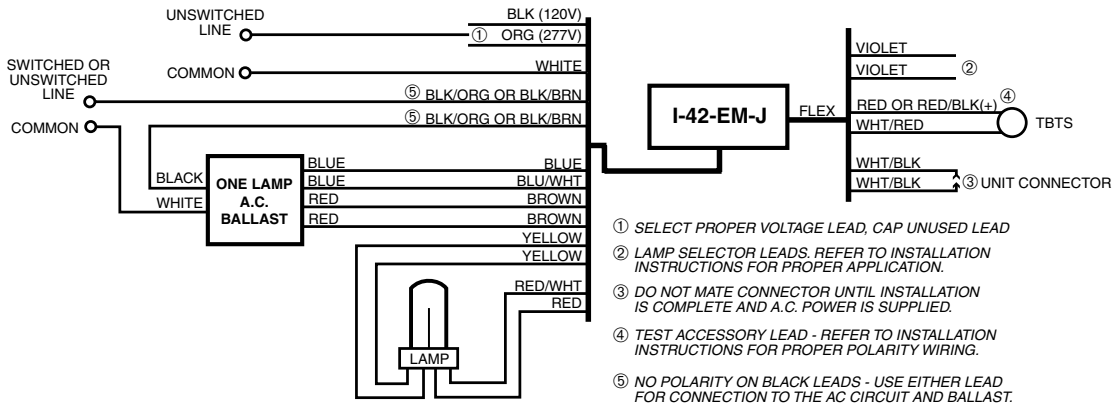 UNSWITCHED
LINE
BLK (120V)
① ORG (277V)
COMMON
WHITE
SWITCHED OR
UNSWITCHED
LINE
⑤ BLK/ORG OR BLK/BRN
COMMON
⑤ BLK/ORG OR BLK/BRN
BLACK
WHITE
ONE LAMP
A.C.
BALLAST
BLUE
BLUE
BLUE
BLU/WHT
RED
BROWN
RED
BROWN
YELLOW
YELLOW
RED/WHT
RED
LAMP
I-42-EM-J
FLEX
VIOLET
VIOLET
②
RED OR RED/BLK(+)
④
TBTS
WHT/RED
WHT/BLK
WHT/BLK
③ UNIT CONNECTOR
① SELECT PROPER VOLTAGE LEAD, CAP UNUSED LEAD
② LAMP SELECTOR LEADS. REFER TO INSTALLATION
INSTRUCTIONS FOR PROPER APPLICATION.
③ DO NOT MATE CONNECTOR UNTIL INSTALLATION
IS COMPLETE AND A.C. POWER IS SUPPLIED.
④ TEST ACCESSORY LEAD - REFER TO INSTALLATION
INSTRUCTIONS FOR PROPER POLARITY WIRING.
⑤ NO POLARITY ON BLACK LEADS - USE EITHER LEAD
FOR CONNECTION TO THE AC CIRCUIT AND BALLAST.